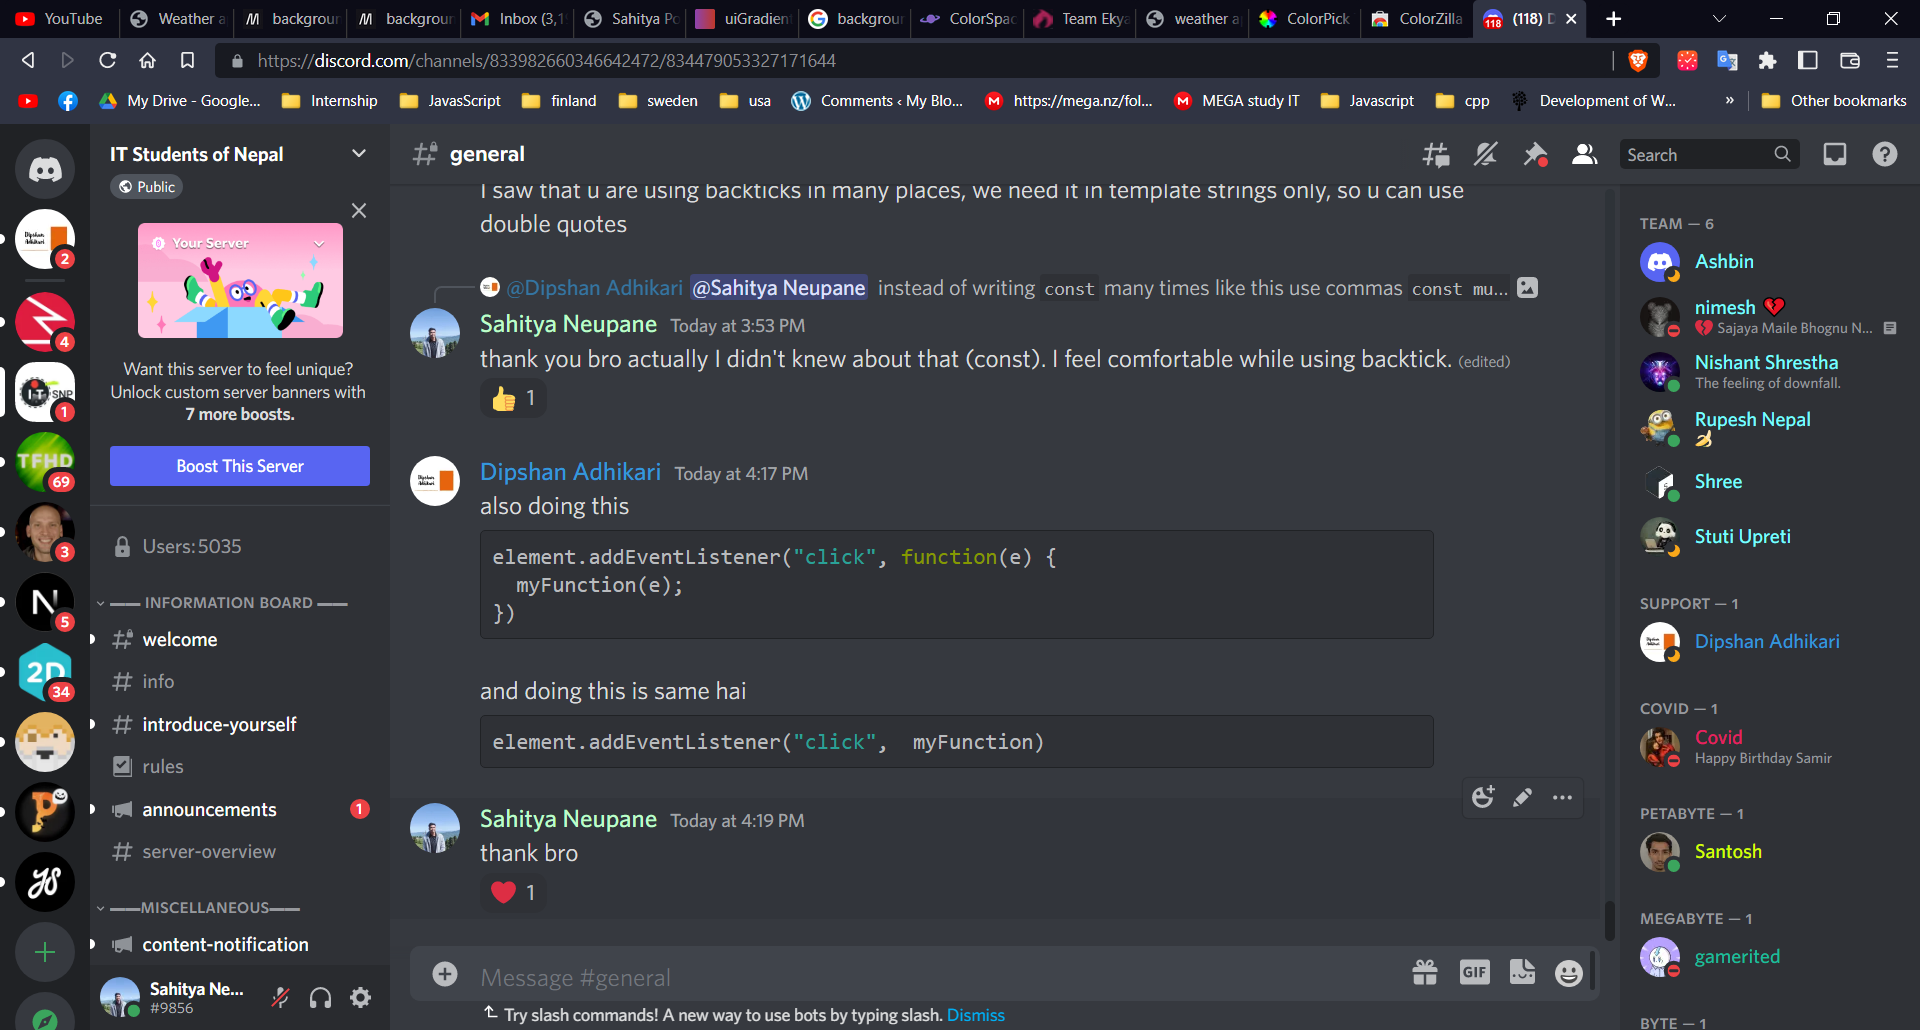 YouTube
Weather a
backgrour
backgrour
Inbox (3,1
Sahitya Po
uiGradient
backgrour
ColorSpac
Team Ekya
weather a
ColorPick
ColorZilla
(118) D
https://discord.com/channels/833982660346642472/834479053327171644
My Drive - Google...
Internship
JavasScript
finland
sweden
usa
Comments ‹ My Blo...
https://mega.nz/fol...
MEGA study IT
Javascript
cpp
Development of W...
»
Other bookmarks
IT Students of Nepal
Public
Your Server
Want this server to feel unique?
Unlock custom server banners with
7 more boosts.
Boost This Server
Users:5035
INFORMATION BOARD
welcome
info
introduce-yourself
rules
announcements 1
server-overview
MISCELLANEOUS
content-notification
Sahitya Ne...
#9856
2
4
1
TFHD
69
3
N
5
2D
34
general
Search
I saw that u are using backticks in many places, we need it in template strings only, so u can use
double quotes
@Dipshan Adhikari @Sahitya Neupane instead of writing const many times like this use commas const mu...
Sahitya Neupane Today at 3:53 PM
thank you bro actually I didn't knew about that (const). I feel comfortable while using backtick. (edited)
1
Dipshan Adhikari Today at 4:17 PM
also doing this
element.addEventListener("click", function(e) {
myFunction(e);
})
and doing this is same hai
element.addEventListener("click",  myFunction)
Sahitya Neupane Today at 4:19 PM
thank bro
1
Message #general
GIF
Try slash commands! A new way to use bots by typing slash. Dismiss
TEAM — 6
Ashbin
nimesh
Sajaya Maile Bhognu N...
Nishant Shrestha
The feeling of downfall.
Rupesh Nepal
Shree
Stuti Upreti
SUPPORT — 1
Dipshan Adhikari
COVID — 1
Covid
Happy Birthday Samir
PETABYTE — 1
Santosh
MEGABYTE — 1
gamerited
BYTE — 1